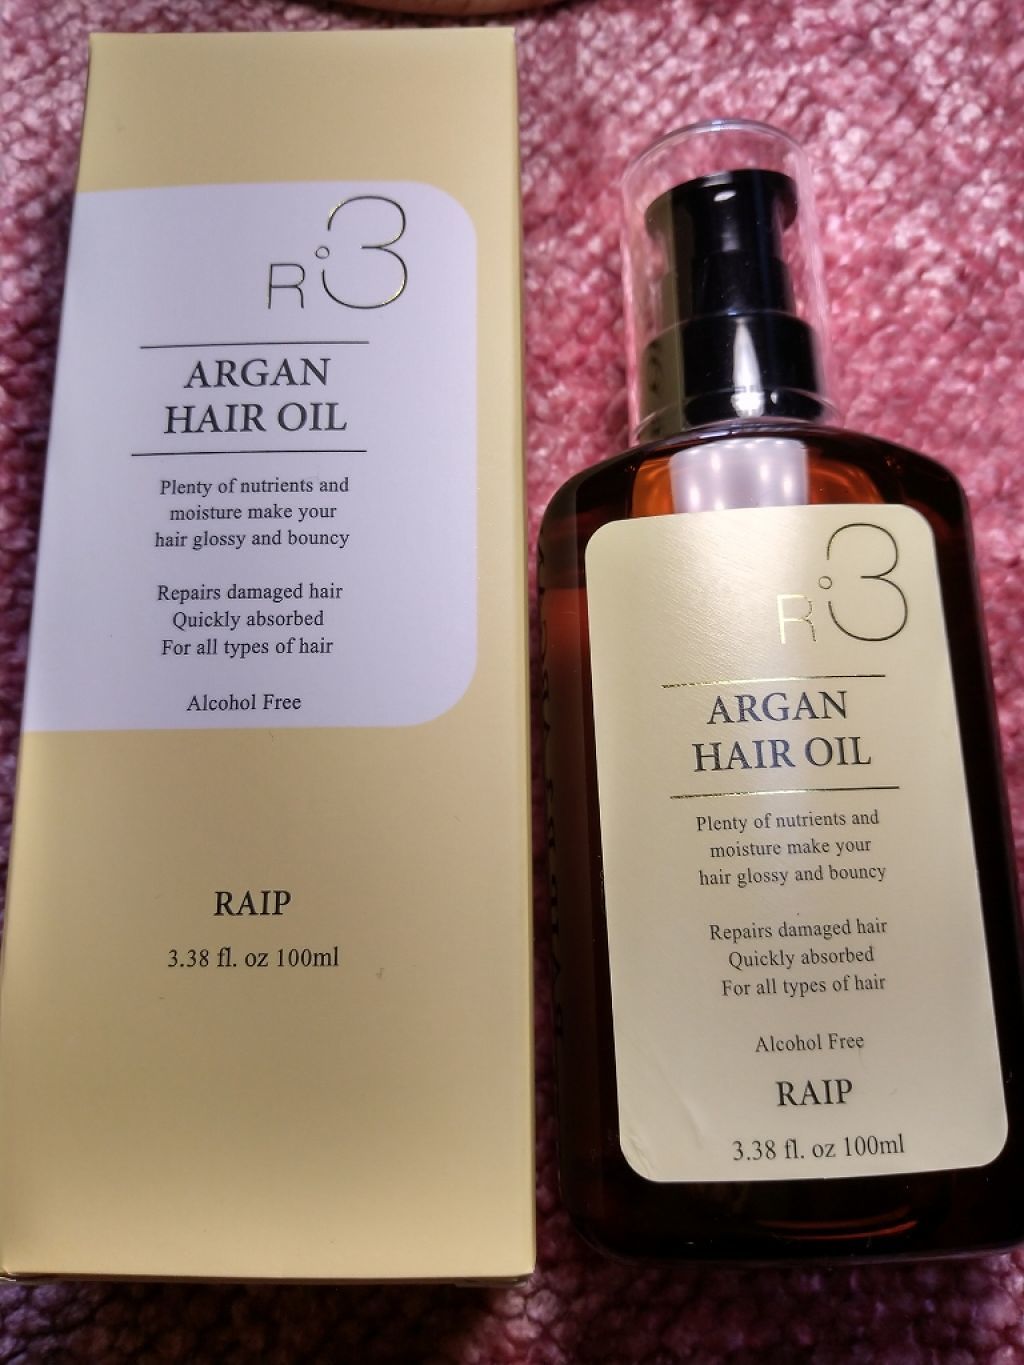 R3
ARGAN
HAIR OIL
Plenty of nutrients and
moisture make your
hair glossy and bouncy
Repairs damaged hair
Quickly absorbed
For all types of hair
Alcohol Free
RAIP
3.38 fl. oz 100ml
R3
ARGAN
HAIR OIL
Plenty of nutrients and
moisture make your
hair glossy and bouncy
Repairs damaged hair
Quickly absorbed
For all types of hair
Alcohol Free
RAIP
3.38 fl. oz 100ml